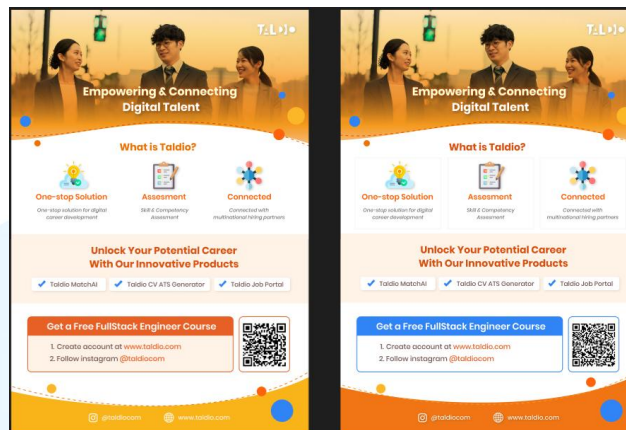 TALDIO
Empowering & Connecting
Digital Talent
What is Taldio?
One-stop Solution
One-stop solution for digital
career development
Assesment
Skill & Competency
Assesment
Connected
Connected with
multinational hiring partners
Unlock Your Potential Career
With Our Innovative Products
Taldio MatchAI
Taldio CV ATS Generator
Taldio Job Portal
Get a Free FullStack Engineer Course
1. Create account at www.taldio.com
2. Follow instagram @taldiocom
@taldiocom
www.taldio.com
TALDIO
Empowering & Connecting
Digital Talent
What is Taldio?
One-stop Solution
One-stop solution for digital
career development
Assesment
Skill & Competency
Assesment
Connected
Connected with
multinational hiring partners
Unlock Your Potential Career
With Our Innovative Products
Taldio MatchAI
Taldio CV ATS Generator
Taldio Job Portal
Get a Free FullStack Engineer Course
1. Create account at www.taldio.com
2. Follow instagram @taldiocom
@taldiocom
www.taldio.com